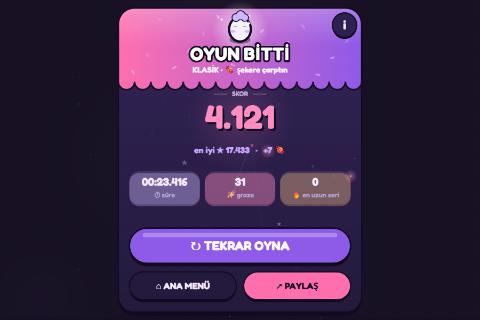 i
OYUN BİTTİ
KLASİK · şekere çarptın
SKOR
4.121
en iyi ★ 17.433 · +7
00:23.416
süre
31
graze
0
en uzun seri
↻ TEKRAR OYNA
⌂ ANA MENÜ
↗ PAYLAŞ